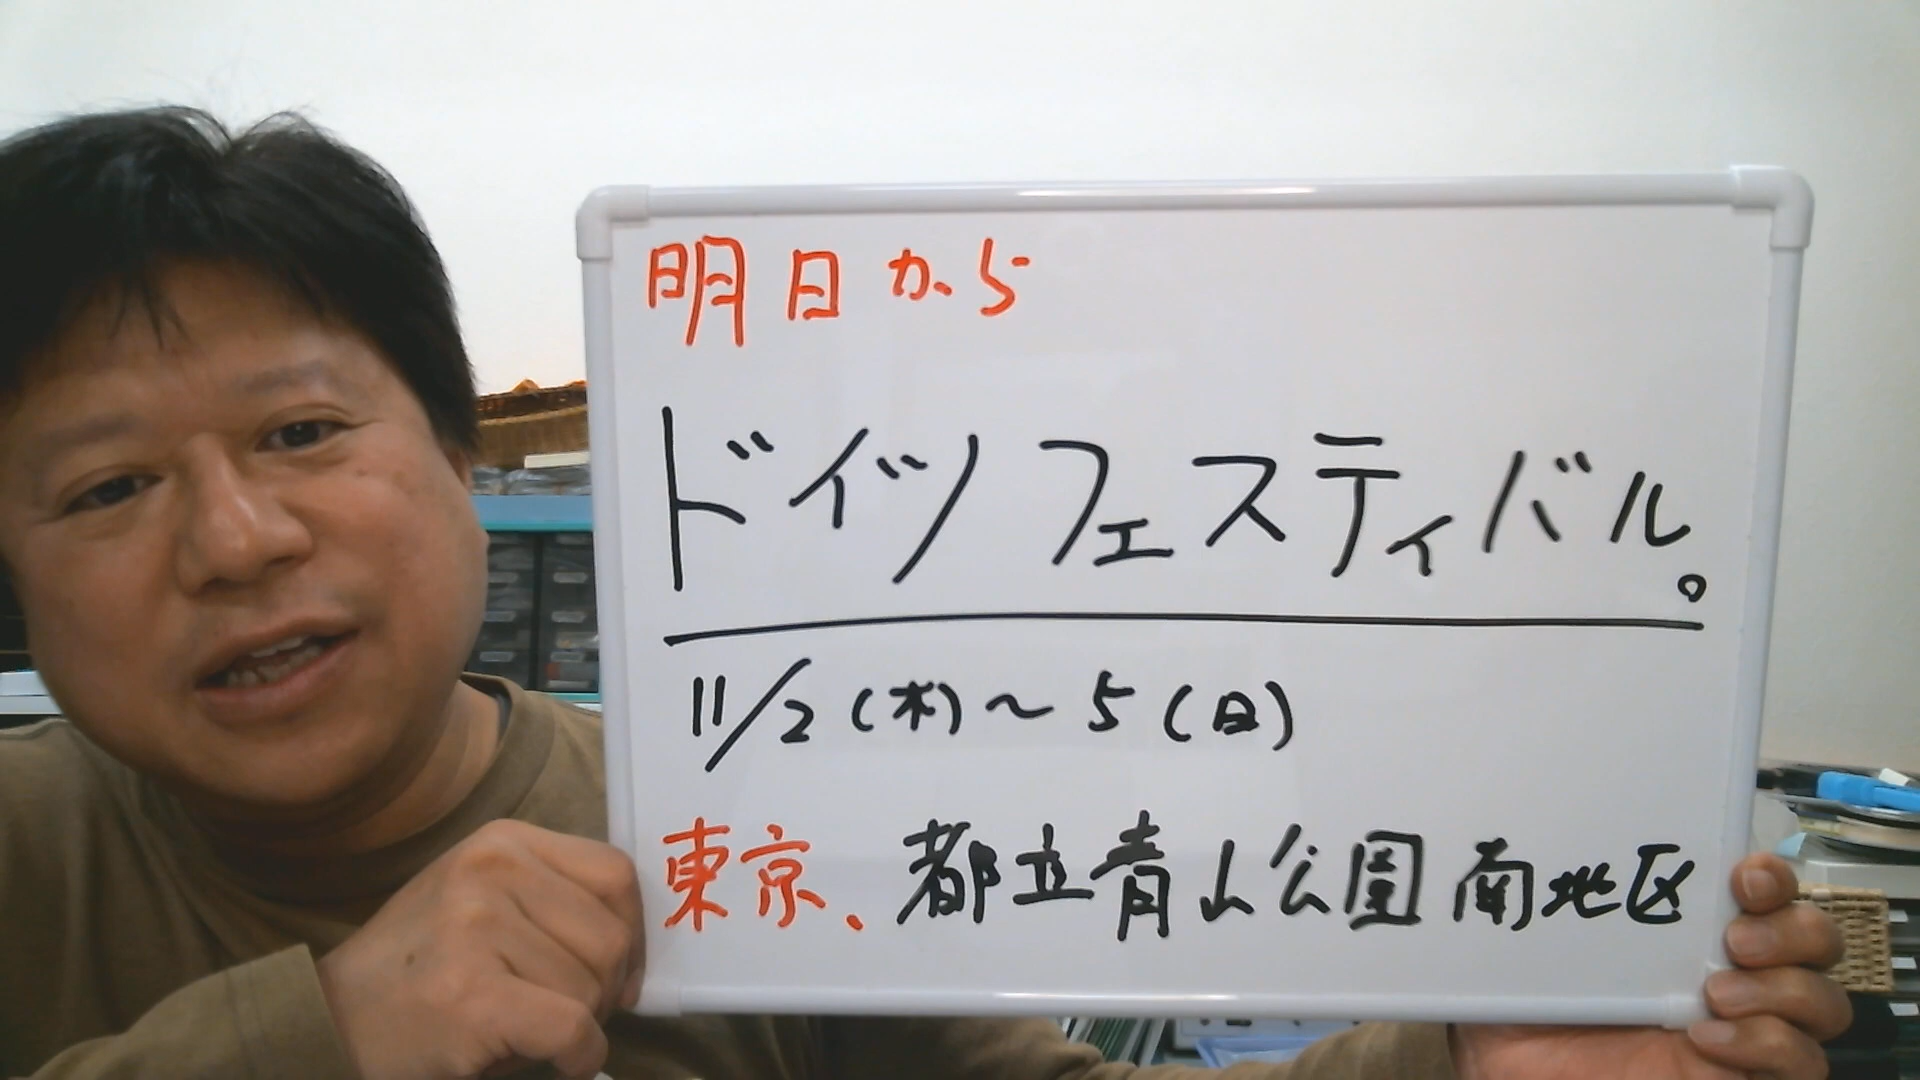 明日から
ドイツフェスティバル。
11/2(木)～5(日)
東京、都立青山公園南地区